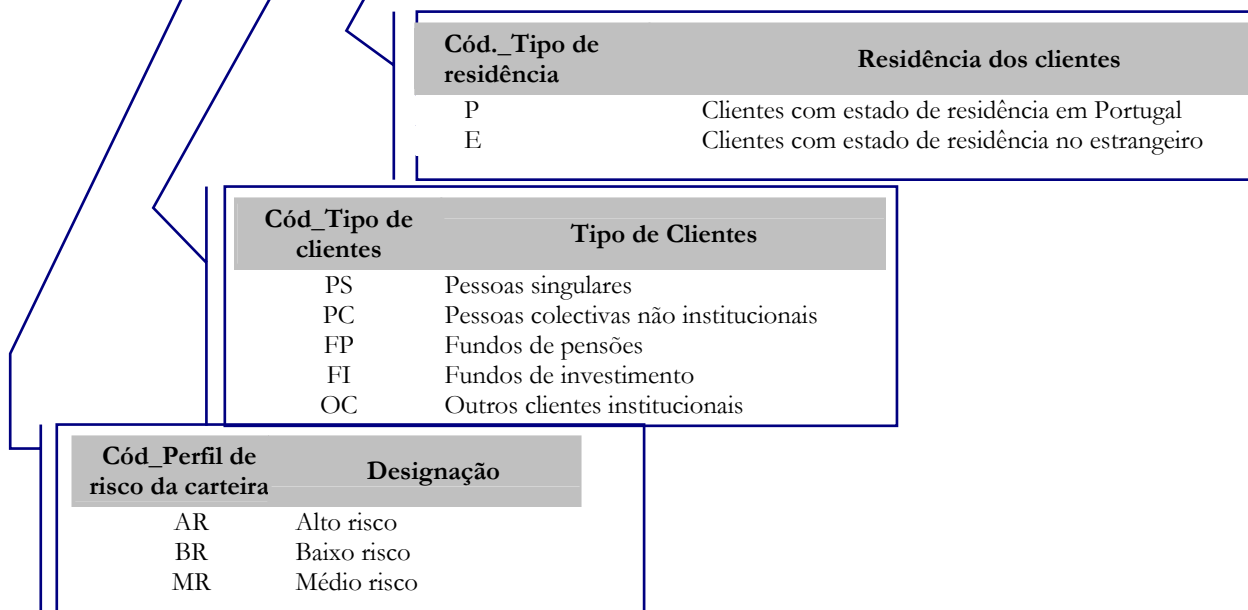 Cód._Tipo de
residência
Residência dos clientes
P Clientes com estado de residência em Portugal
E Clientes com estado de residência no estrangeiro
Cód_Tipo de
clientes
Tipo de Clientes
PS Pessoas singulares
PC Pessoas colectivas não institucionais
FP Fundos de pensões
FI Fundos de investimento
OC Outros clientes institucionais
Cód_Perfil de
risco da carteira
Designação
AR Alto risco
BR Baixo risco
MR Médio risco